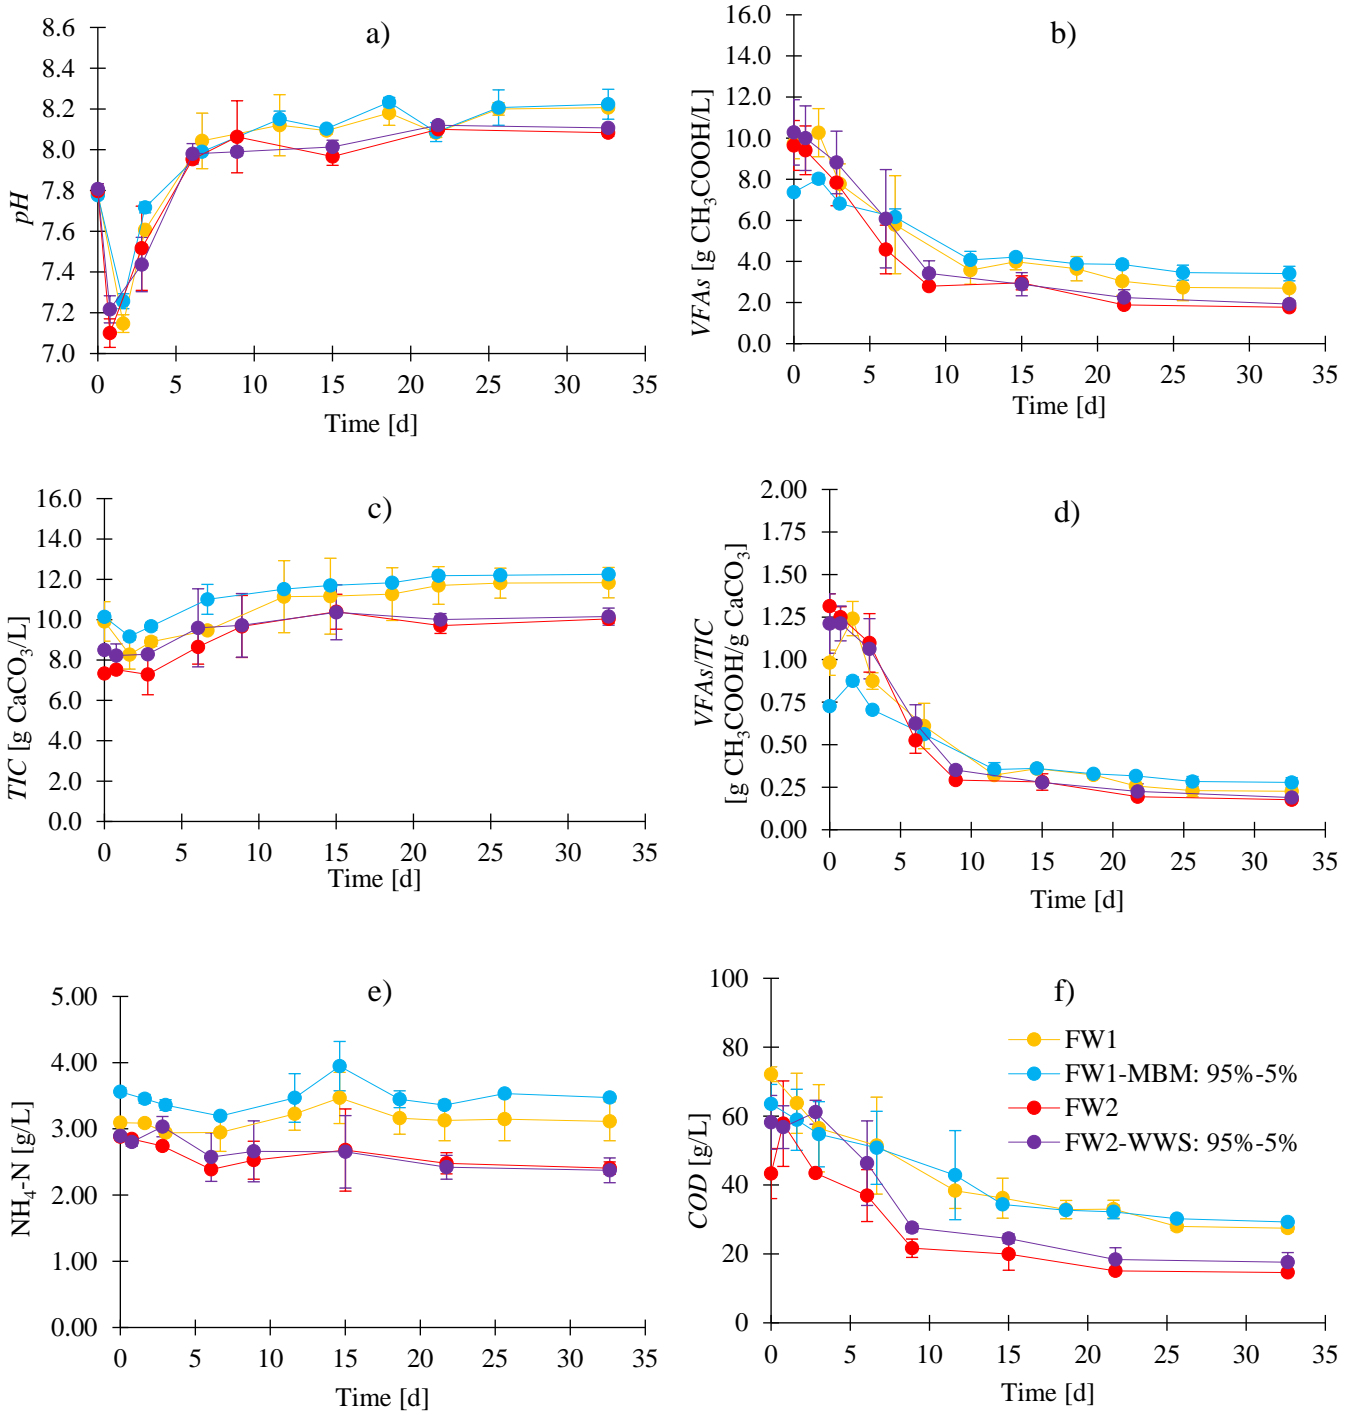 a)
8.6
8.4
8.2
8.0
7.8
7.6
7.4
7.2
7.0
pH
0 5 10 15 20 25 30 35
Time [d]
b)
16.0
14.0
12.0
10.0
8.0
6.0
4.0
2.0
0.0
VFAs [g CH₃COOH/L]
0 5 10 15 20 25 30 35
Time [d]
c)
16.0
14.0
12.0
10.0
8.0
6.0
4.0
2.0
0.0
TIC [g CaCO₃/L]
0 5 10 15 20 25 30 35
Time [d]
d)
2.00
1.75
1.50
1.25
1.00
0.75
0.50
0.25
0.00
VFAs/TIC
[g CH₃COOH/g CaCO₃]
0 5 10 15 20 25 30 35
Time [d]
e)
5.00
4.00
3.00
2.00
1.00
0.00
NH₄-N [g/L]
0 5 10 15 20 25 30 35
Time [d]
f)
100
80
60
40
20
0
COD [g/L]
FW1
FW1-MBM: 95%-5%
FW2
FW2-WWS: 95%-5%
0 5 10 15 20 25 30 35
Time [d]